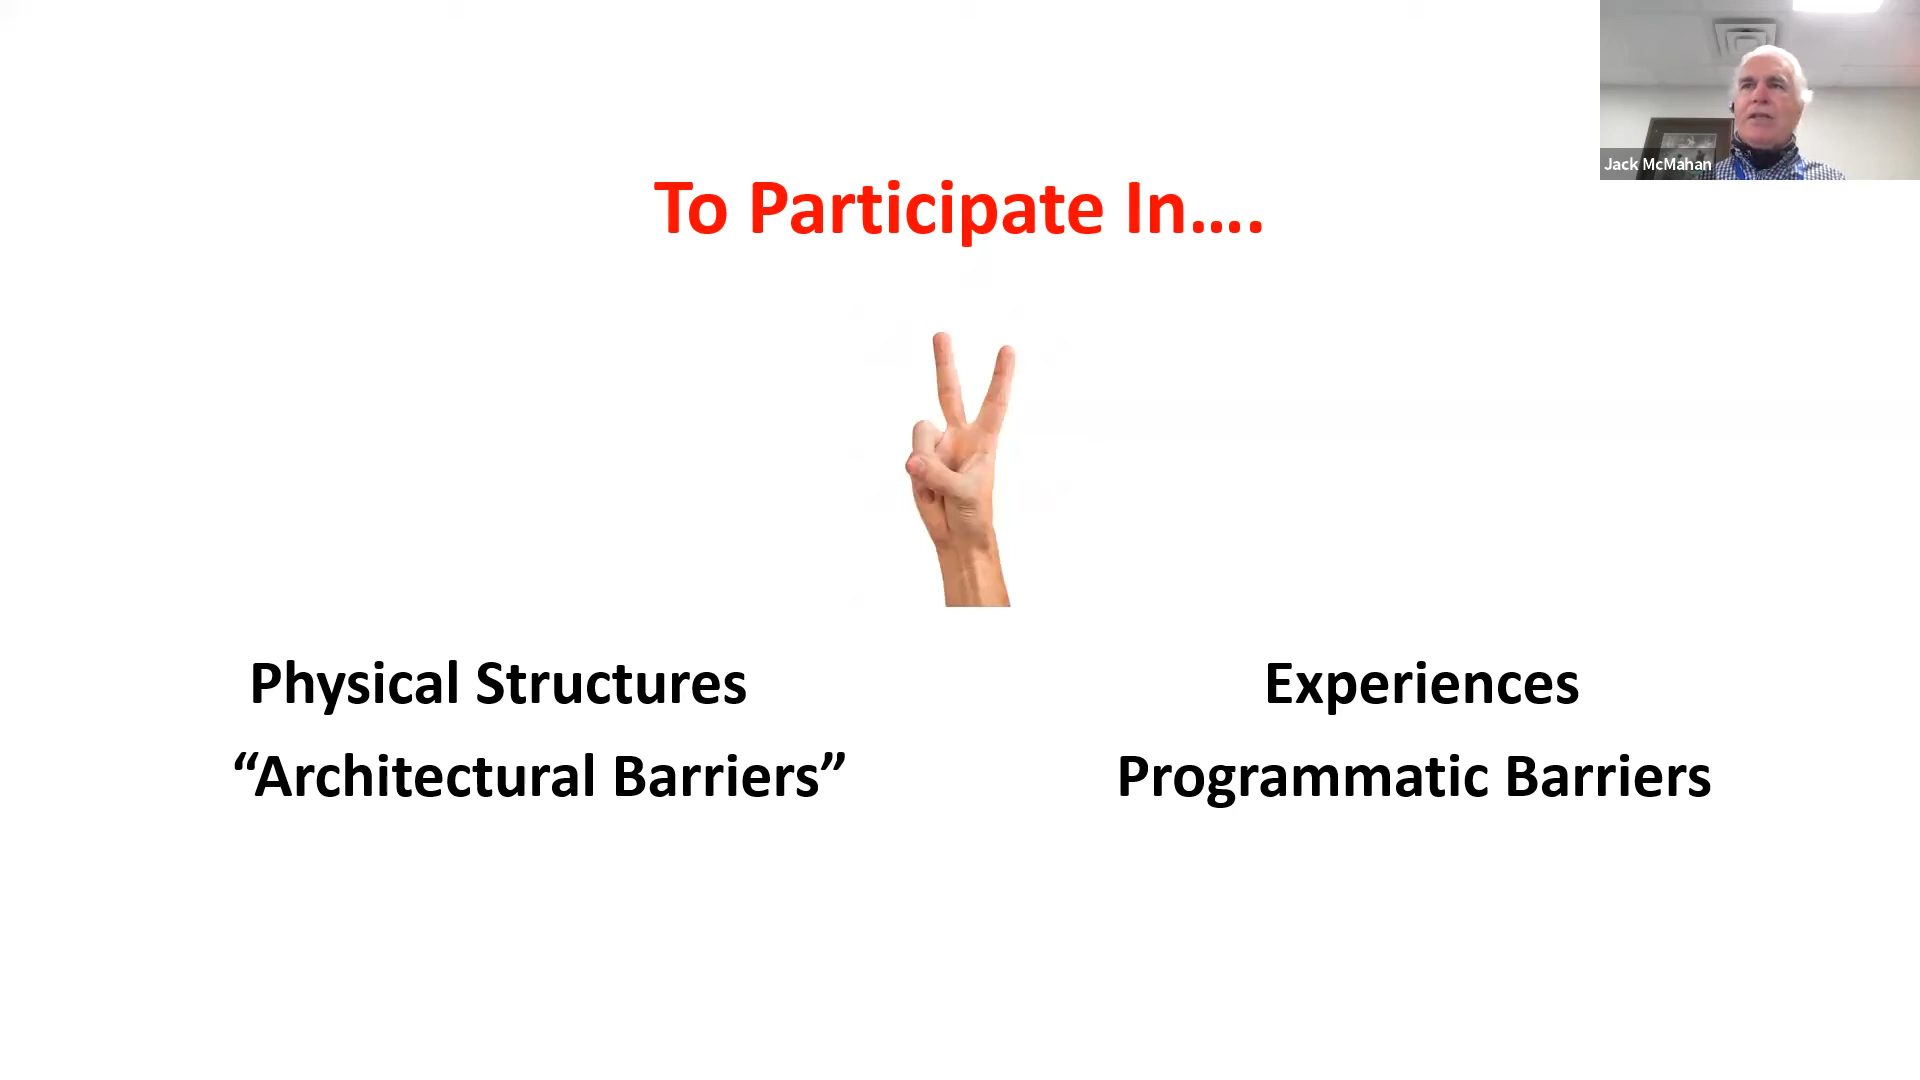 Jack McMahan
To Participate In....
Physical Structures
Experiences
“Architectural Barriers”
Programmatic Barriers